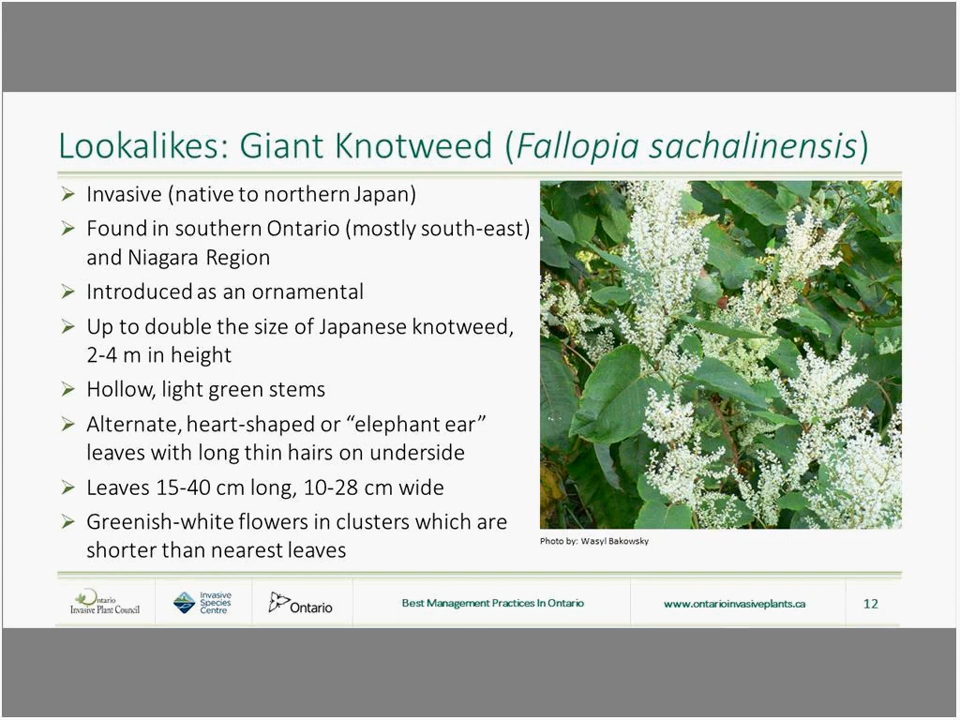 Lookalikes: Giant Knotweed (Fallopia sachalinensis)
➢ Invasive (native to northern Japan)
➢ Found in southern Ontario (mostly south-east)
and Niagara Region
➢ Introduced as an ornamental
➢ Up to double the size of Japanese knotweed,
2-4 m in height
➢ Hollow, light green stems
➢ Alternate, heart-shaped or “elephant ear”
leaves with long thin hairs on underside
➢ Leaves 15-40 cm long, 10-28 cm wide
➢ Greenish-white flowers in clusters which are
shorter than nearest leaves
Photo by: Wasyl Bakowsky
Ontario
Invasive Plant Council
Invasive
Species
Centre
Ontario
Best Management Practices In Ontario
www.ontarioinvasiveplants.ca
12